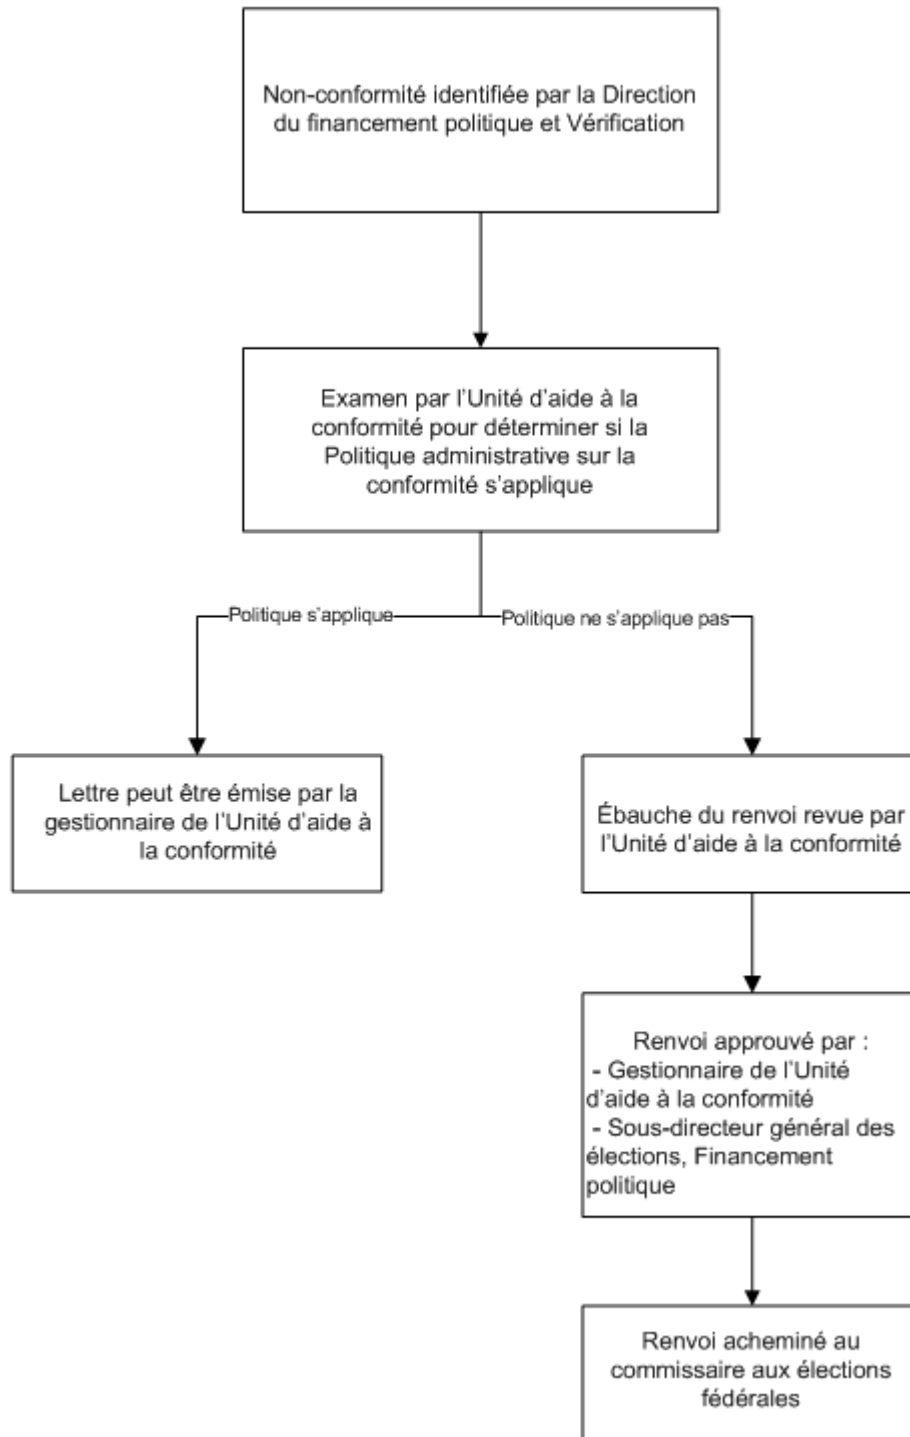 Non-conformité identifiée par la Direction
du financement politique et Vérification
Examen par l'Unité d'aide à la
conformité pour déterminer si la
Politique administrative sur la
conformité s'applique
Politique s'applique
Politique ne s'applique pas
Lettre peut être émise par la
gestionnaire de l'Unité d'aide à
la conformité
Ébauche du renvoi revue par
l'Unité d'aide à la conformité
Renvoi approuvé par :
- Gestionnaire de l'Unité
d'aide à la conformité
- Sous-directeur général des
élections, Financement
politique
Renvoi acheminé au
commissaire aux élections
fédérales